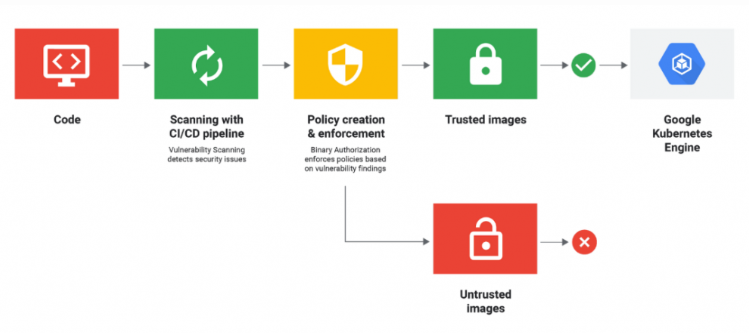 Code
Scanning with
CI/CD pipeline
Vulnerability Scanning
detects security issues
Policy creation
& enforcement
Binary Authorization
enforces policies based
on vulnerability findings
Trusted images
Google
Kubernetes
Engine
Untrusted
images